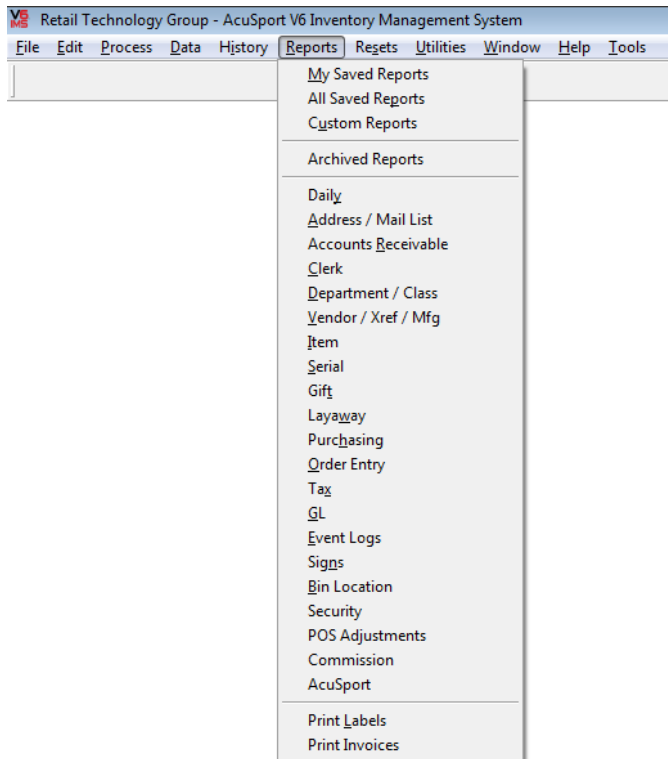 V6 IMS Retail Technology Group - AcuSport V6 Inventory Management System
File Edit Process Data History Reports Resets Utilities Window Help Tools
My Saved Reports
All Saved Reports
Custom Reports
Archived Reports
Daily
Address / Mail List
Accounts Receivable
Clerk
Department / Class
Vendor / Xref / Mfg
Item
Serial
Gift
Layaway
Purchasing
Order Entry
Tax
GL
Event Logs
Signs
Bin Location
Security
POS Adjustments
Commission
AcuSport
Print Labels
Print Invoices